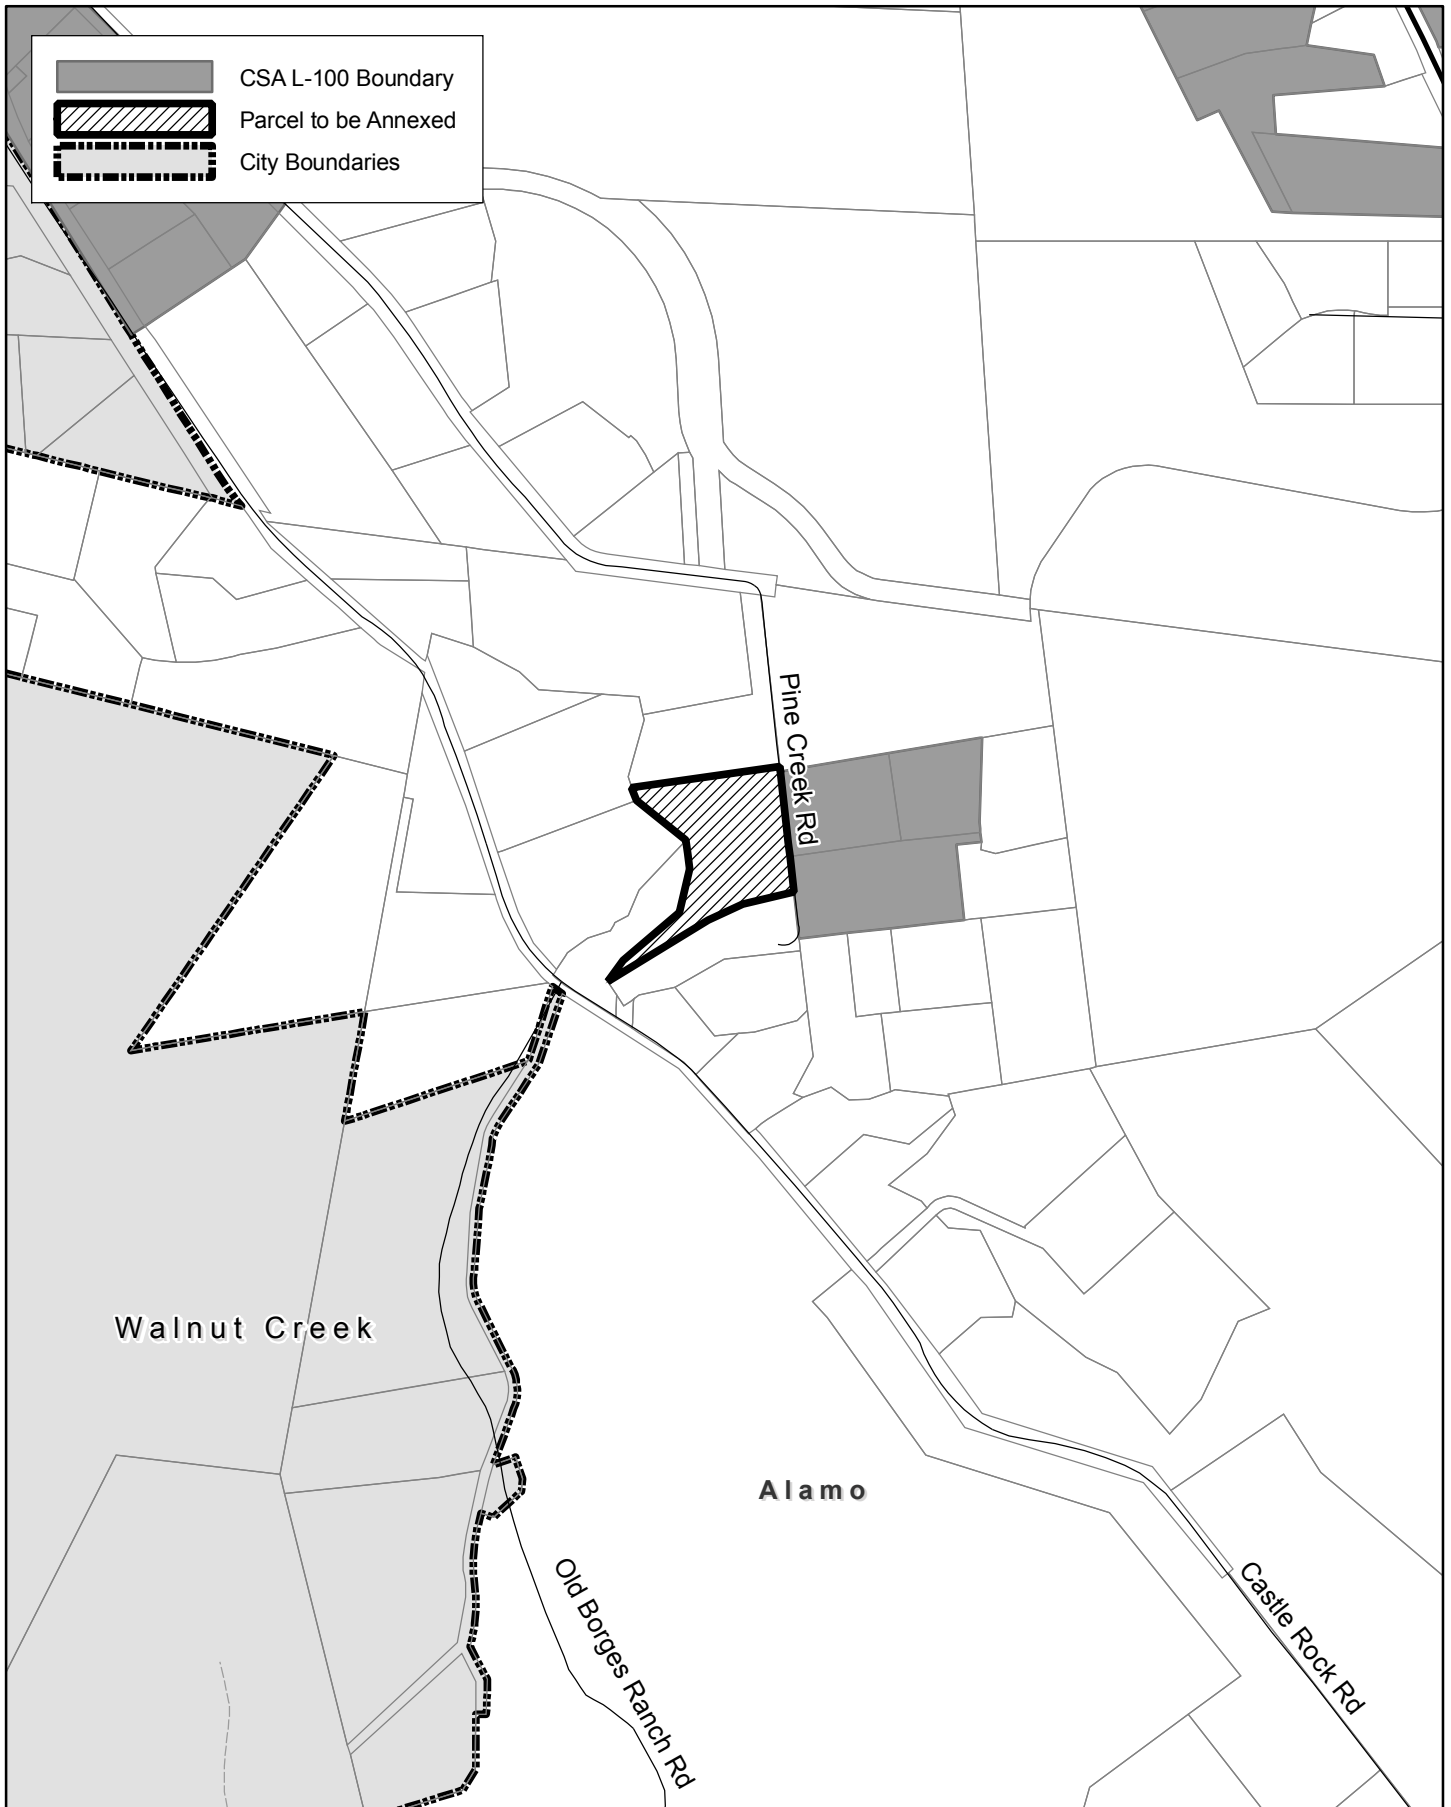 CSA L-100 Boundary
Parcel to be Annexed
City Boundaries
Pine Creek Rd
Walnut Creek
Alamo
Old Borges Ranch Rd
Castle Rock Rd